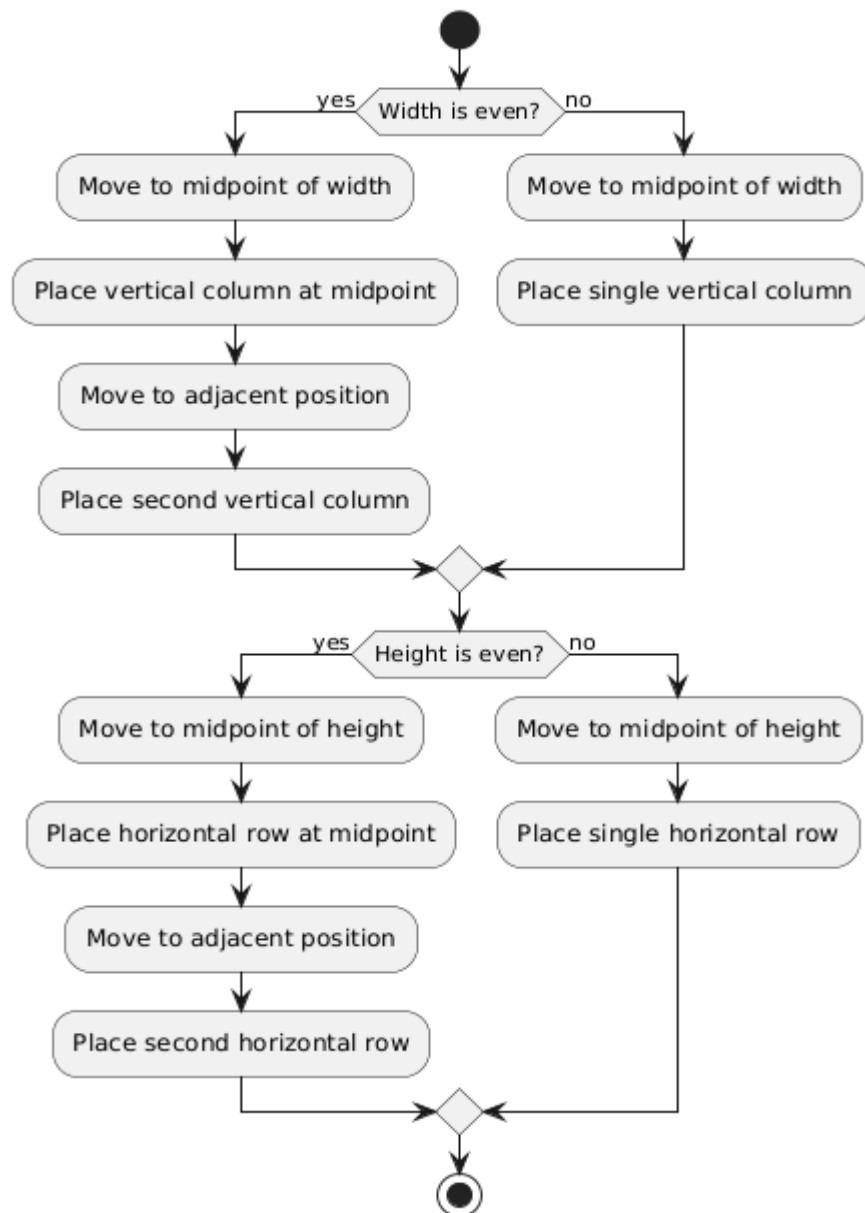 Width is even?
yes
no
Move to midpoint of width
Place vertical column at midpoint
Move to adjacent position
Place second vertical column
Move to midpoint of width
Place single vertical column
Height is even?
yes
no
Move to midpoint of height
Place horizontal row at midpoint
Move to adjacent position
Place second horizontal row
Move to midpoint of height
Place single horizontal row